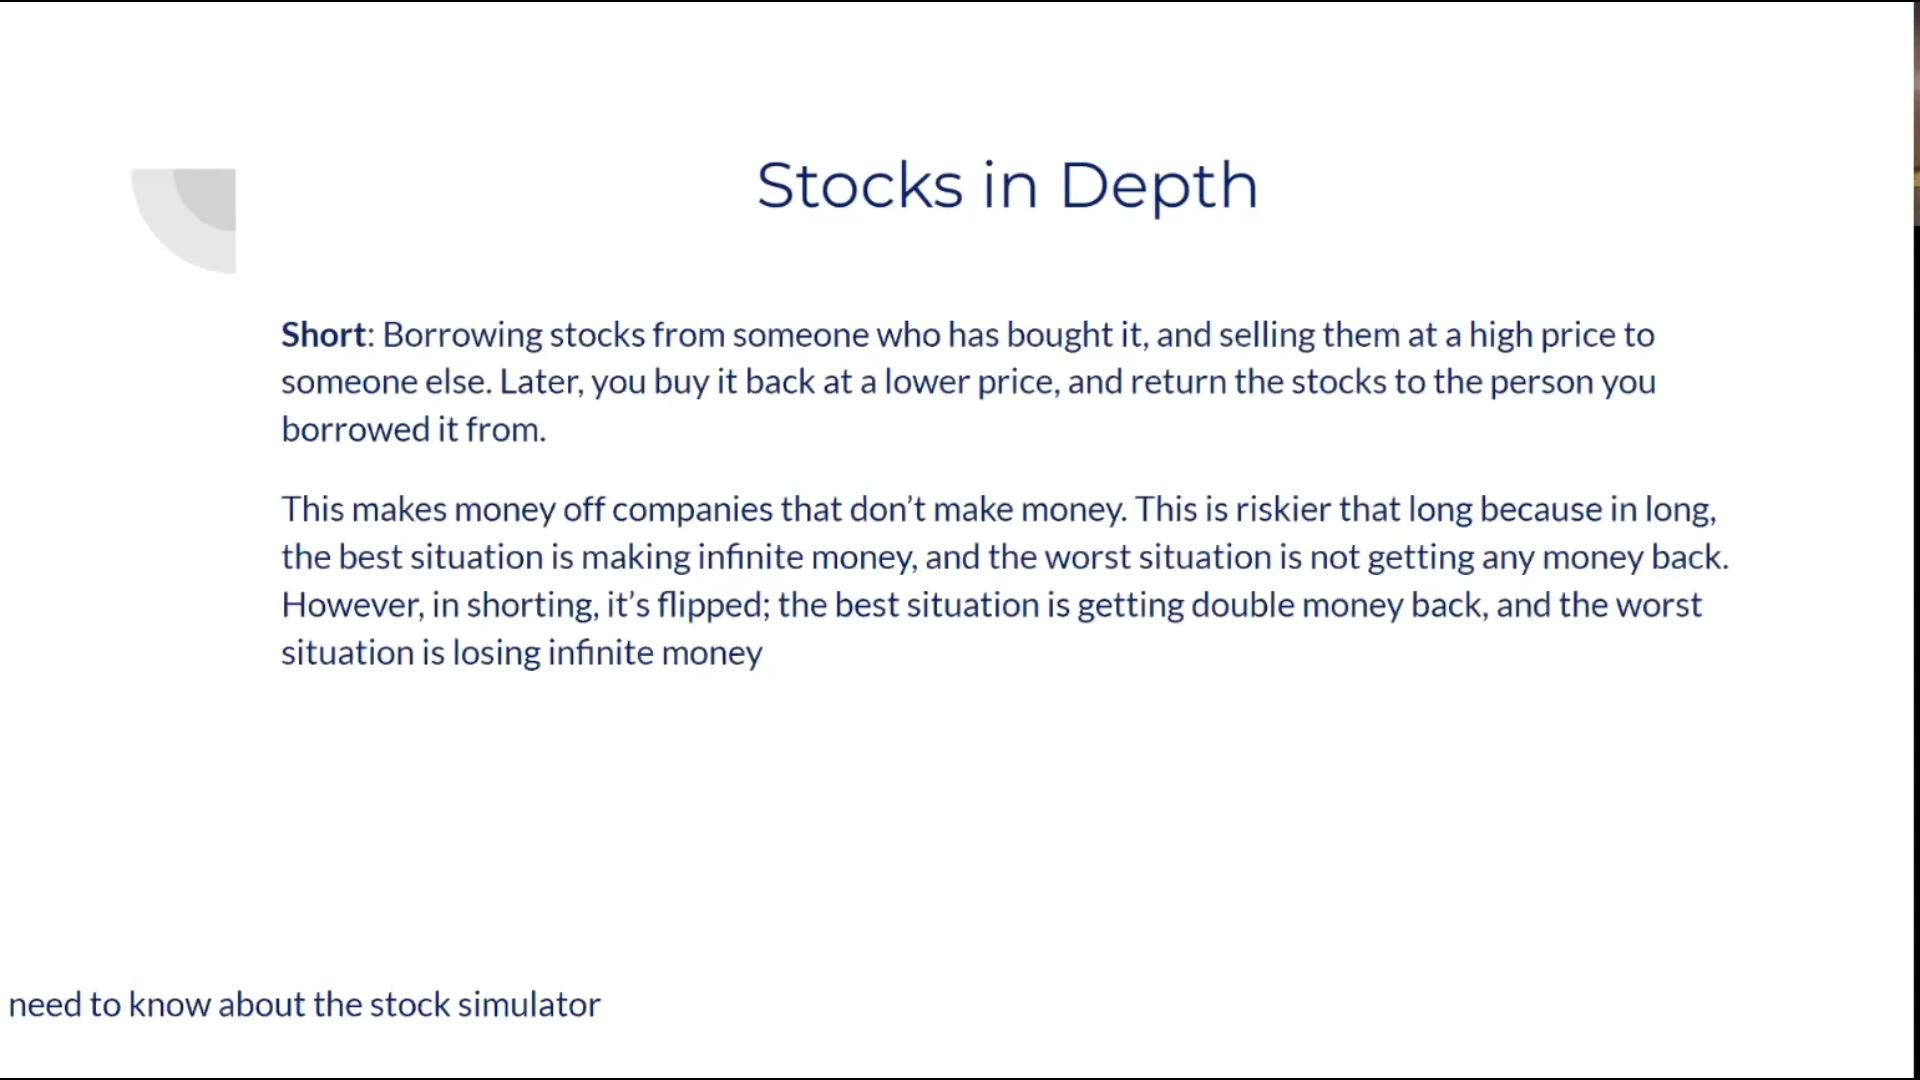 Stocks in Depth
Short: Borrowing stocks from someone who has bought it, and selling them at a high price to
someone else. Later, you buy it back at a lower price, and return the stocks to the person you
borrowed it from.
This makes money off companies that don’t make money. This is riskier that long because in long,
the best situation is making infinite money, and the worst situation is not getting any money back.
However, in shorting, it’s flipped; the best situation is getting double money back, and the worst
situation is losing infinite money
need to know about the stock simulator